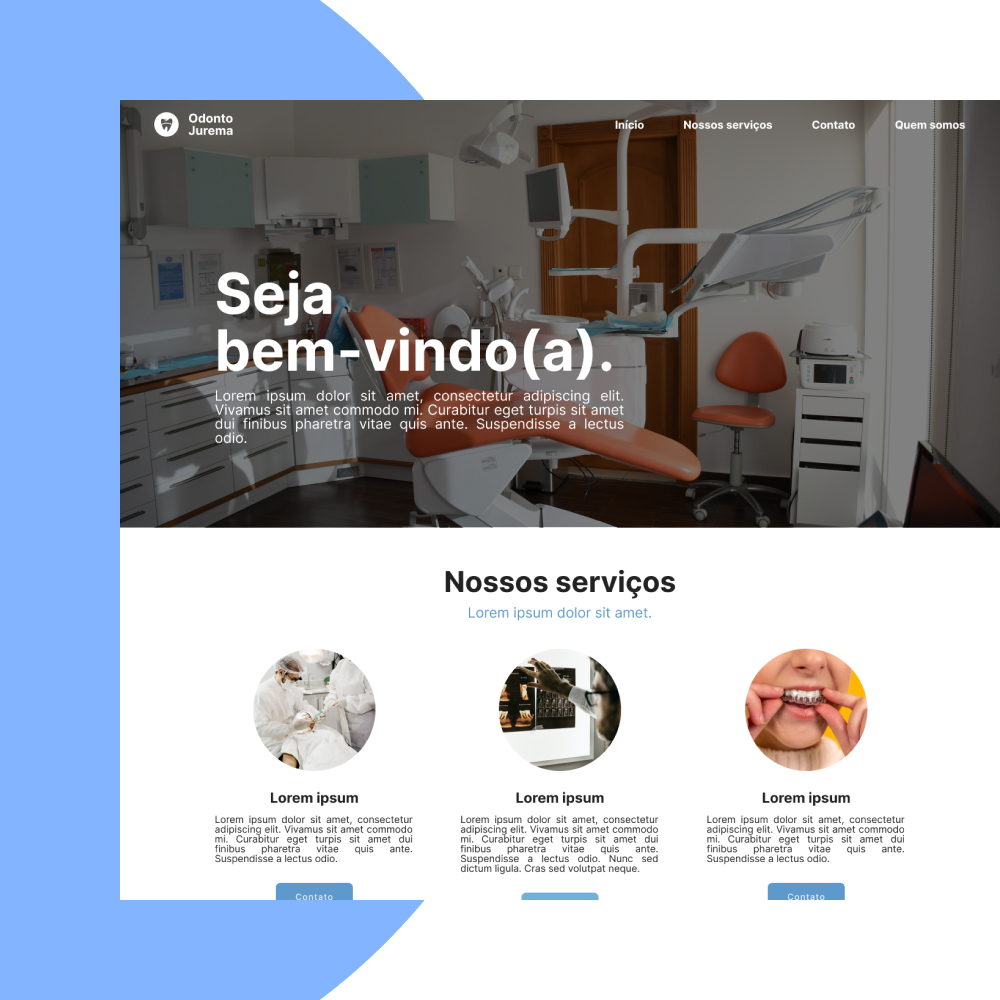 Odonto
Jurema
Início
Nossos serviços
Contato
Quem somos
Seja
bem-vindo(a).
Lorem ipsum dolor sit amet, consectetur adipiscing elit.
Vivamus sit amet commodo mi. Curabitur eget turpis sit amet
dui finibus pharetra vitae quis ante. Suspendisse a lectus
odio.
Nossos serviços
Lorem ipsum dolor sit amet.
Lorem ipsum
Lorem ipsum dolor sit amet, consectetur
adipiscing elit. Vivamus sit amet commodo
mi. Curabitur eget turpis sit amet dui
finibus pharetra vitae quis ante.
Suspendisse a lectus odio.
Contato
Lorem ipsum
Lorem ipsum dolor sit amet, consectetur
adipiscing elit. Vivamus sit amet commodo
mi. Curabitur eget turpis sit amet dui
finibus pharetra vitae quis ante.
Suspendisse a lectus odio. Nunc sed
dictum ligula. Cras sed volutpat neque.
Lorem ipsum
Lorem ipsum dolor sit amet, consectetur
adipiscing elit. Vivamus sit amet commodo
mi. Curabitur eget turpis sit amet dui
finibus pharetra vitae quis ante.
Suspendisse a lectus odio.
Contato